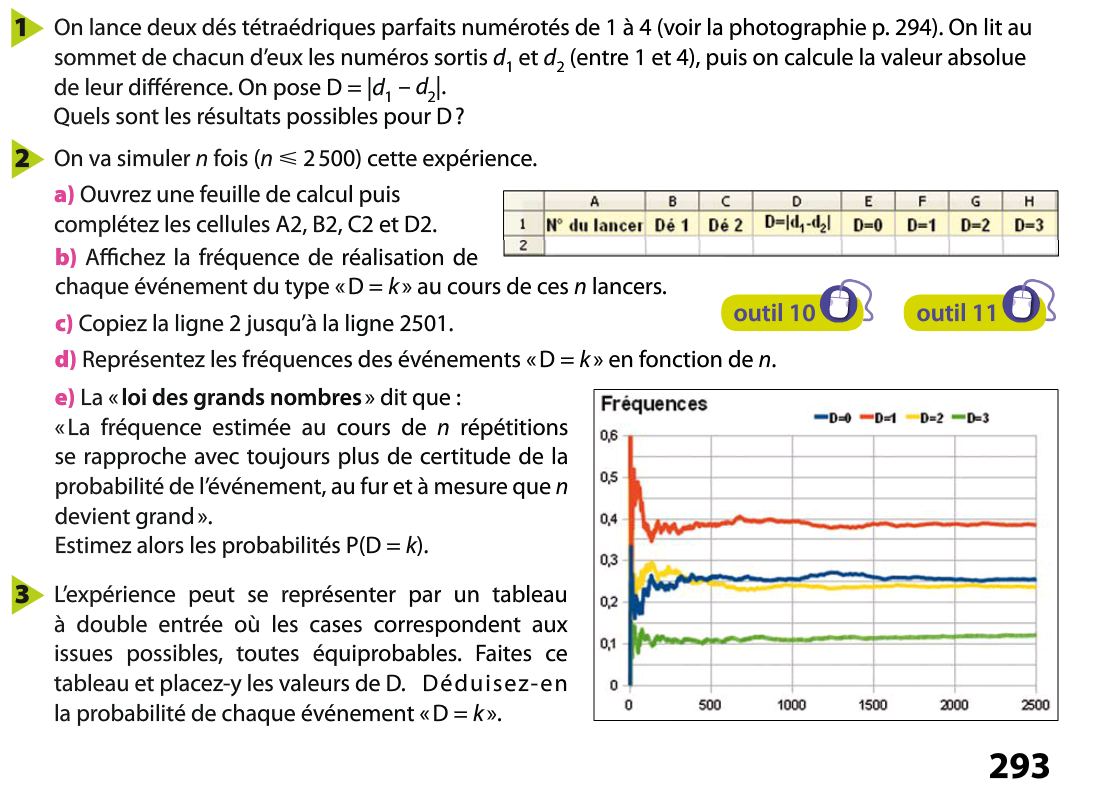 1 On lance deux dés tétraédriques parfaits numérotés de 1 à 4 (voir la photographie p. 294). On lit au
sommet de chacun d’eux les numéros sortis d1 et d2 (entre 1 et 4), puis on calcule la valeur absolue
de leur différence. On pose D = |d1 – d2|.
Quels sont les résultats possibles pour D ?
2 On va simuler n fois (n ⩽ 2 500) cette expérience.
a) Ouvrez une feuille de calcul puis
complétez les cellules A2, B2, C2 et D2.
A B C D E F G H
1 N° du lancer Dé 1 Dé 2 D=|d1-d2| D=0 D=1 D=2 D=3
2
b) Affichez la fréquence de réalisation de
chaque événement du type « D = k » au cours de ces n lancers.
outil 10 outil 11
c) Copiez la ligne 2 jusqu’à la ligne 2501.
d) Représentez les fréquences des événements « D = k » en fonction de n.
e) La « loi des grands nombres » dit que :
« La fréquence estimée au cours de n répétitions
se rapproche avec toujours plus de certitude de la
probabilité de l’événement, au fur et à mesure que n
devient grand ».
Estimez alors les probabilités P(D = k).
Fréquences
D=0 D=1 D=2 D=3
0,6
0,5
0,4
0,3
0,2
0,1
0
0 500 1000 1500 2000 2500
3 L’expérience peut se représenter par un tableau
à double entrée où les cases correspondent aux
issues possibles, toutes équiprobables. Faites ce
tableau et placez-y les valeurs de D. Déduisez-en
la probabilité de chaque événement « D = k ».
293